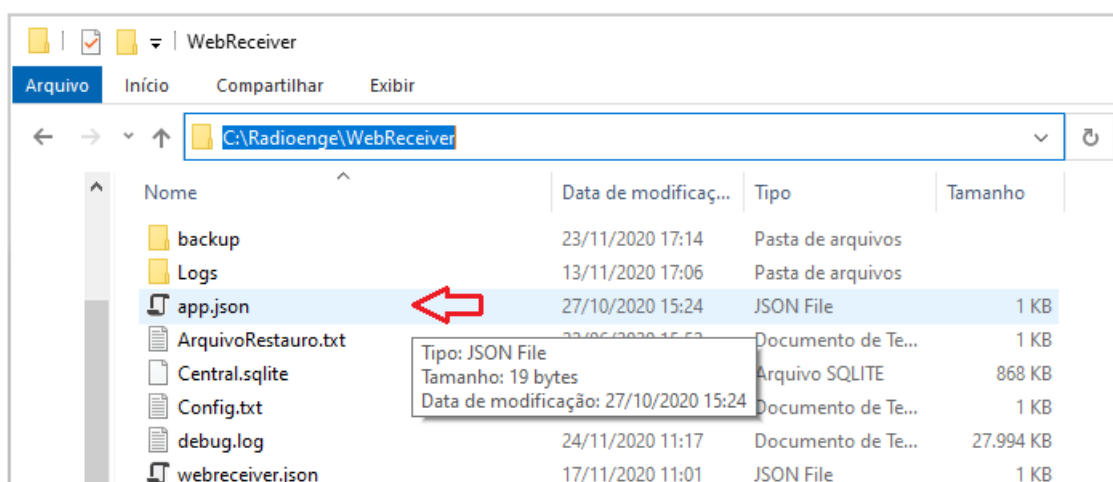 WebReceiver
Arquivo Início Compartilhar Exibir
C:\Radioenge\WebReceiver
Nome Data de modificaç... Tipo Tamanho
backup 23/11/2020 17:14 Pasta de arquivos
Logs 13/11/2020 17:06 Pasta de arquivos
app.json 27/10/2020 15:24 JSON File 1 KB
ArquivoRestauro.txt Documento de Te... 1 KB
Tipo: JSON File
Central.sqlite Arquivo SQLITE 868 KB
Tamanho: 19 bytes
Config.txt Documento de Te... 1 KB
Data de modificação: 27/10/2020 15:24
debug.log 24/11/2020 11:17 Documento de Te... 27.994 KB
webreceiver.json 17/11/2020 11:01 JSON File 1 KB